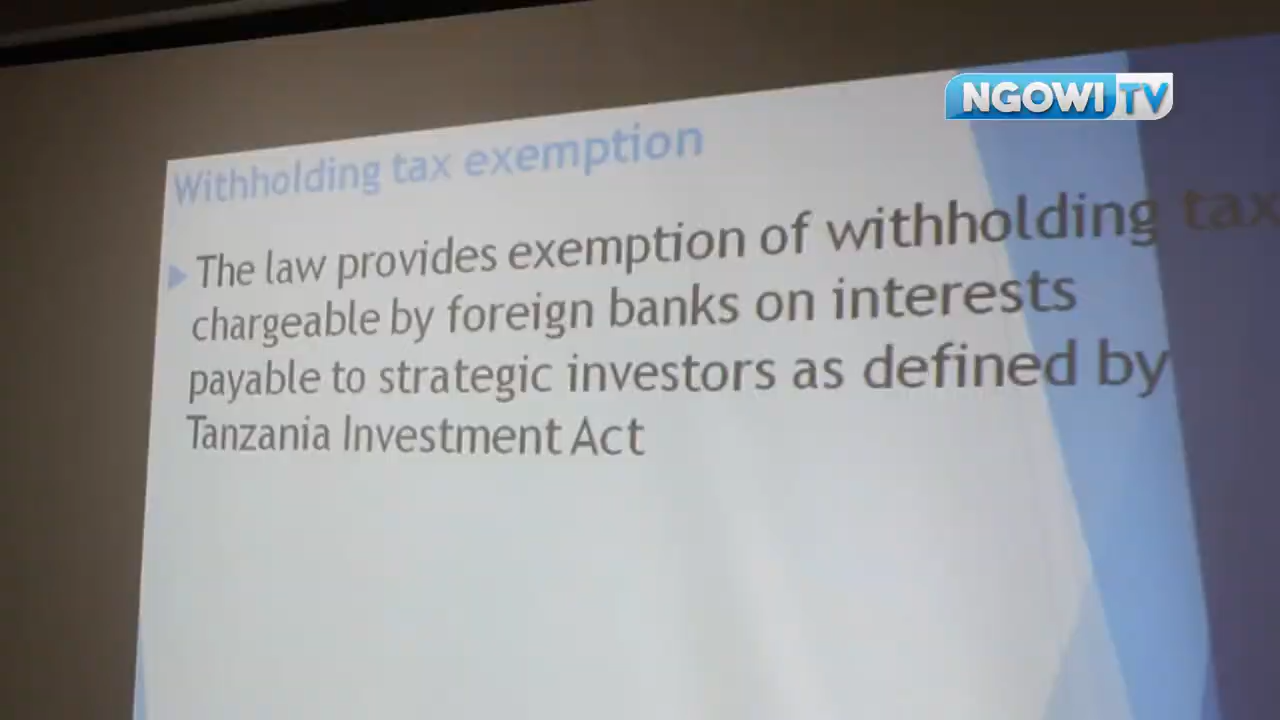 NGOWI TV
Withholding tax exemption
The law provides exemption of withholding tax
chargeable by foreign banks on interests
payable to strategic investors as defined by
Tanzania Investment Act